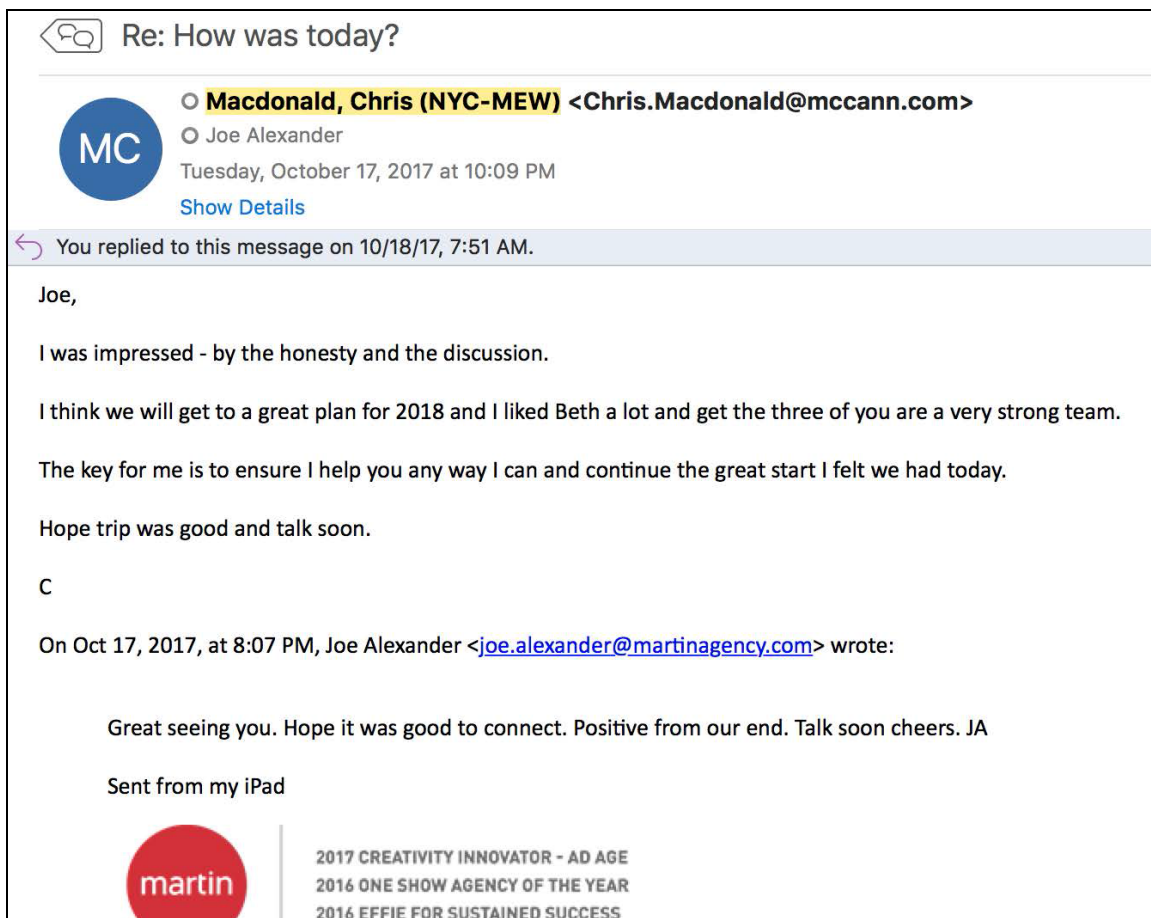 Re: How was today?
Macdonald, Chris (NYC-MEW) <Chris.Macdonald@mccann.com>
MC
Joe Alexander
Tuesday, October 17, 2017 at 10:09 PM
Show Details
You replied to this message on 10/18/17, 7:51 AM.
Joe,
I was impressed - by the honesty and the discussion.
I think we will get to a great plan for 2018 and I liked Beth a lot and get the three of you are a very strong team.
The key for me is to ensure I help you any way I can and continue the great start I felt we had today.
Hope trip was good and talk soon.
C
On Oct 17, 2017, at 8:07 PM, Joe Alexander <joe.alexander@martinagency.com> wrote:
Great seeing you. Hope it was good to connect. Positive from our end. Talk soon cheers. JA
Sent from my iPad
martin
2017 CREATIVITY INNOVATOR - AD AGE
2016 ONE SHOW AGENCY OF THE YEAR
2016 EFFIE FOR SUSTAINED SUCCESS